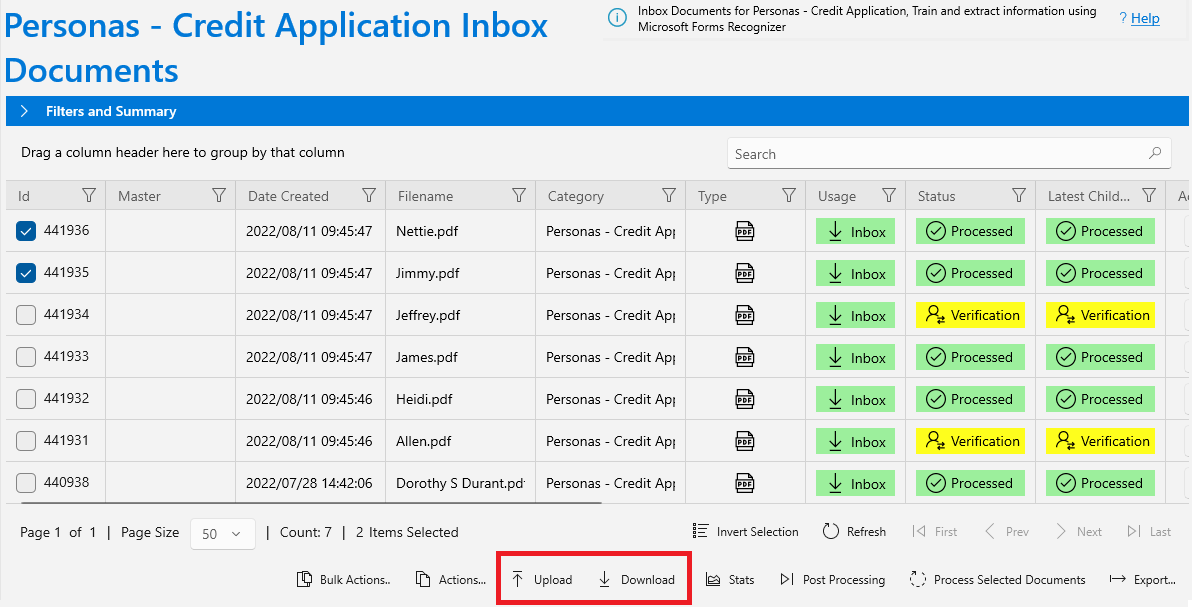 Personas - Credit Application Inbox
Documents
Inbox Documents for Personas - Credit Application, Train and extract information using
Microsoft Forms Recognizer
? Help
Filters and Summary
Drag a column header here to group by that column
Search
Id Master Date Created Filename Category Type Usage Status Latest Child...
441936 2022/08/11 09:45:47 Nettie.pdf Personas - Credit App PDF Inbox Processed Processed
441935 2022/08/11 09:45:47 Jimmy.pdf Personas - Credit App PDF Inbox Processed Processed
441934 2022/08/11 09:45:47 Jeffrey.pdf Personas - Credit App PDF Inbox Verification Verification
441933 2022/08/11 09:45:47 James.pdf Personas - Credit App PDF Inbox Processed Processed
441932 2022/08/11 09:45:46 Heidi.pdf Personas - Credit App PDF Inbox Processed Processed
441931 2022/08/11 09:45:46 Allen.pdf Personas - Credit App PDF Inbox Verification Verification
440938 2022/07/28 14:42:06 Dorothy S Durant.pdf Personas - Credit App PDF Inbox Processed Processed
Page 1 of 1 | Page Size 50 | Count: 7 | 2 Items Selected Invert Selection Refresh First Prev Next Last
Bulk Actions.. Actions... Upload Download Stats Post Processing Process Selected Documents Export...